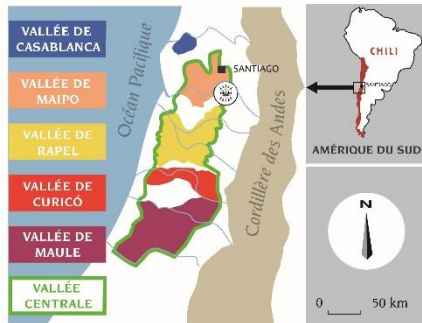 VALLÉE DE
CASABLANCA
VALLÉE DE
MAIPO
VALLÉE DE
RAPEL
VALLÉE DE
CURICÓ
VALLÉE DE
MAULE
VALLÉE
CENTRALE
Océan Pacifique
SANTIAGO
Cordillère des Andes
CHILI
SANTIAGO
AMÉRIQUE DU SUD
N
0 50 km